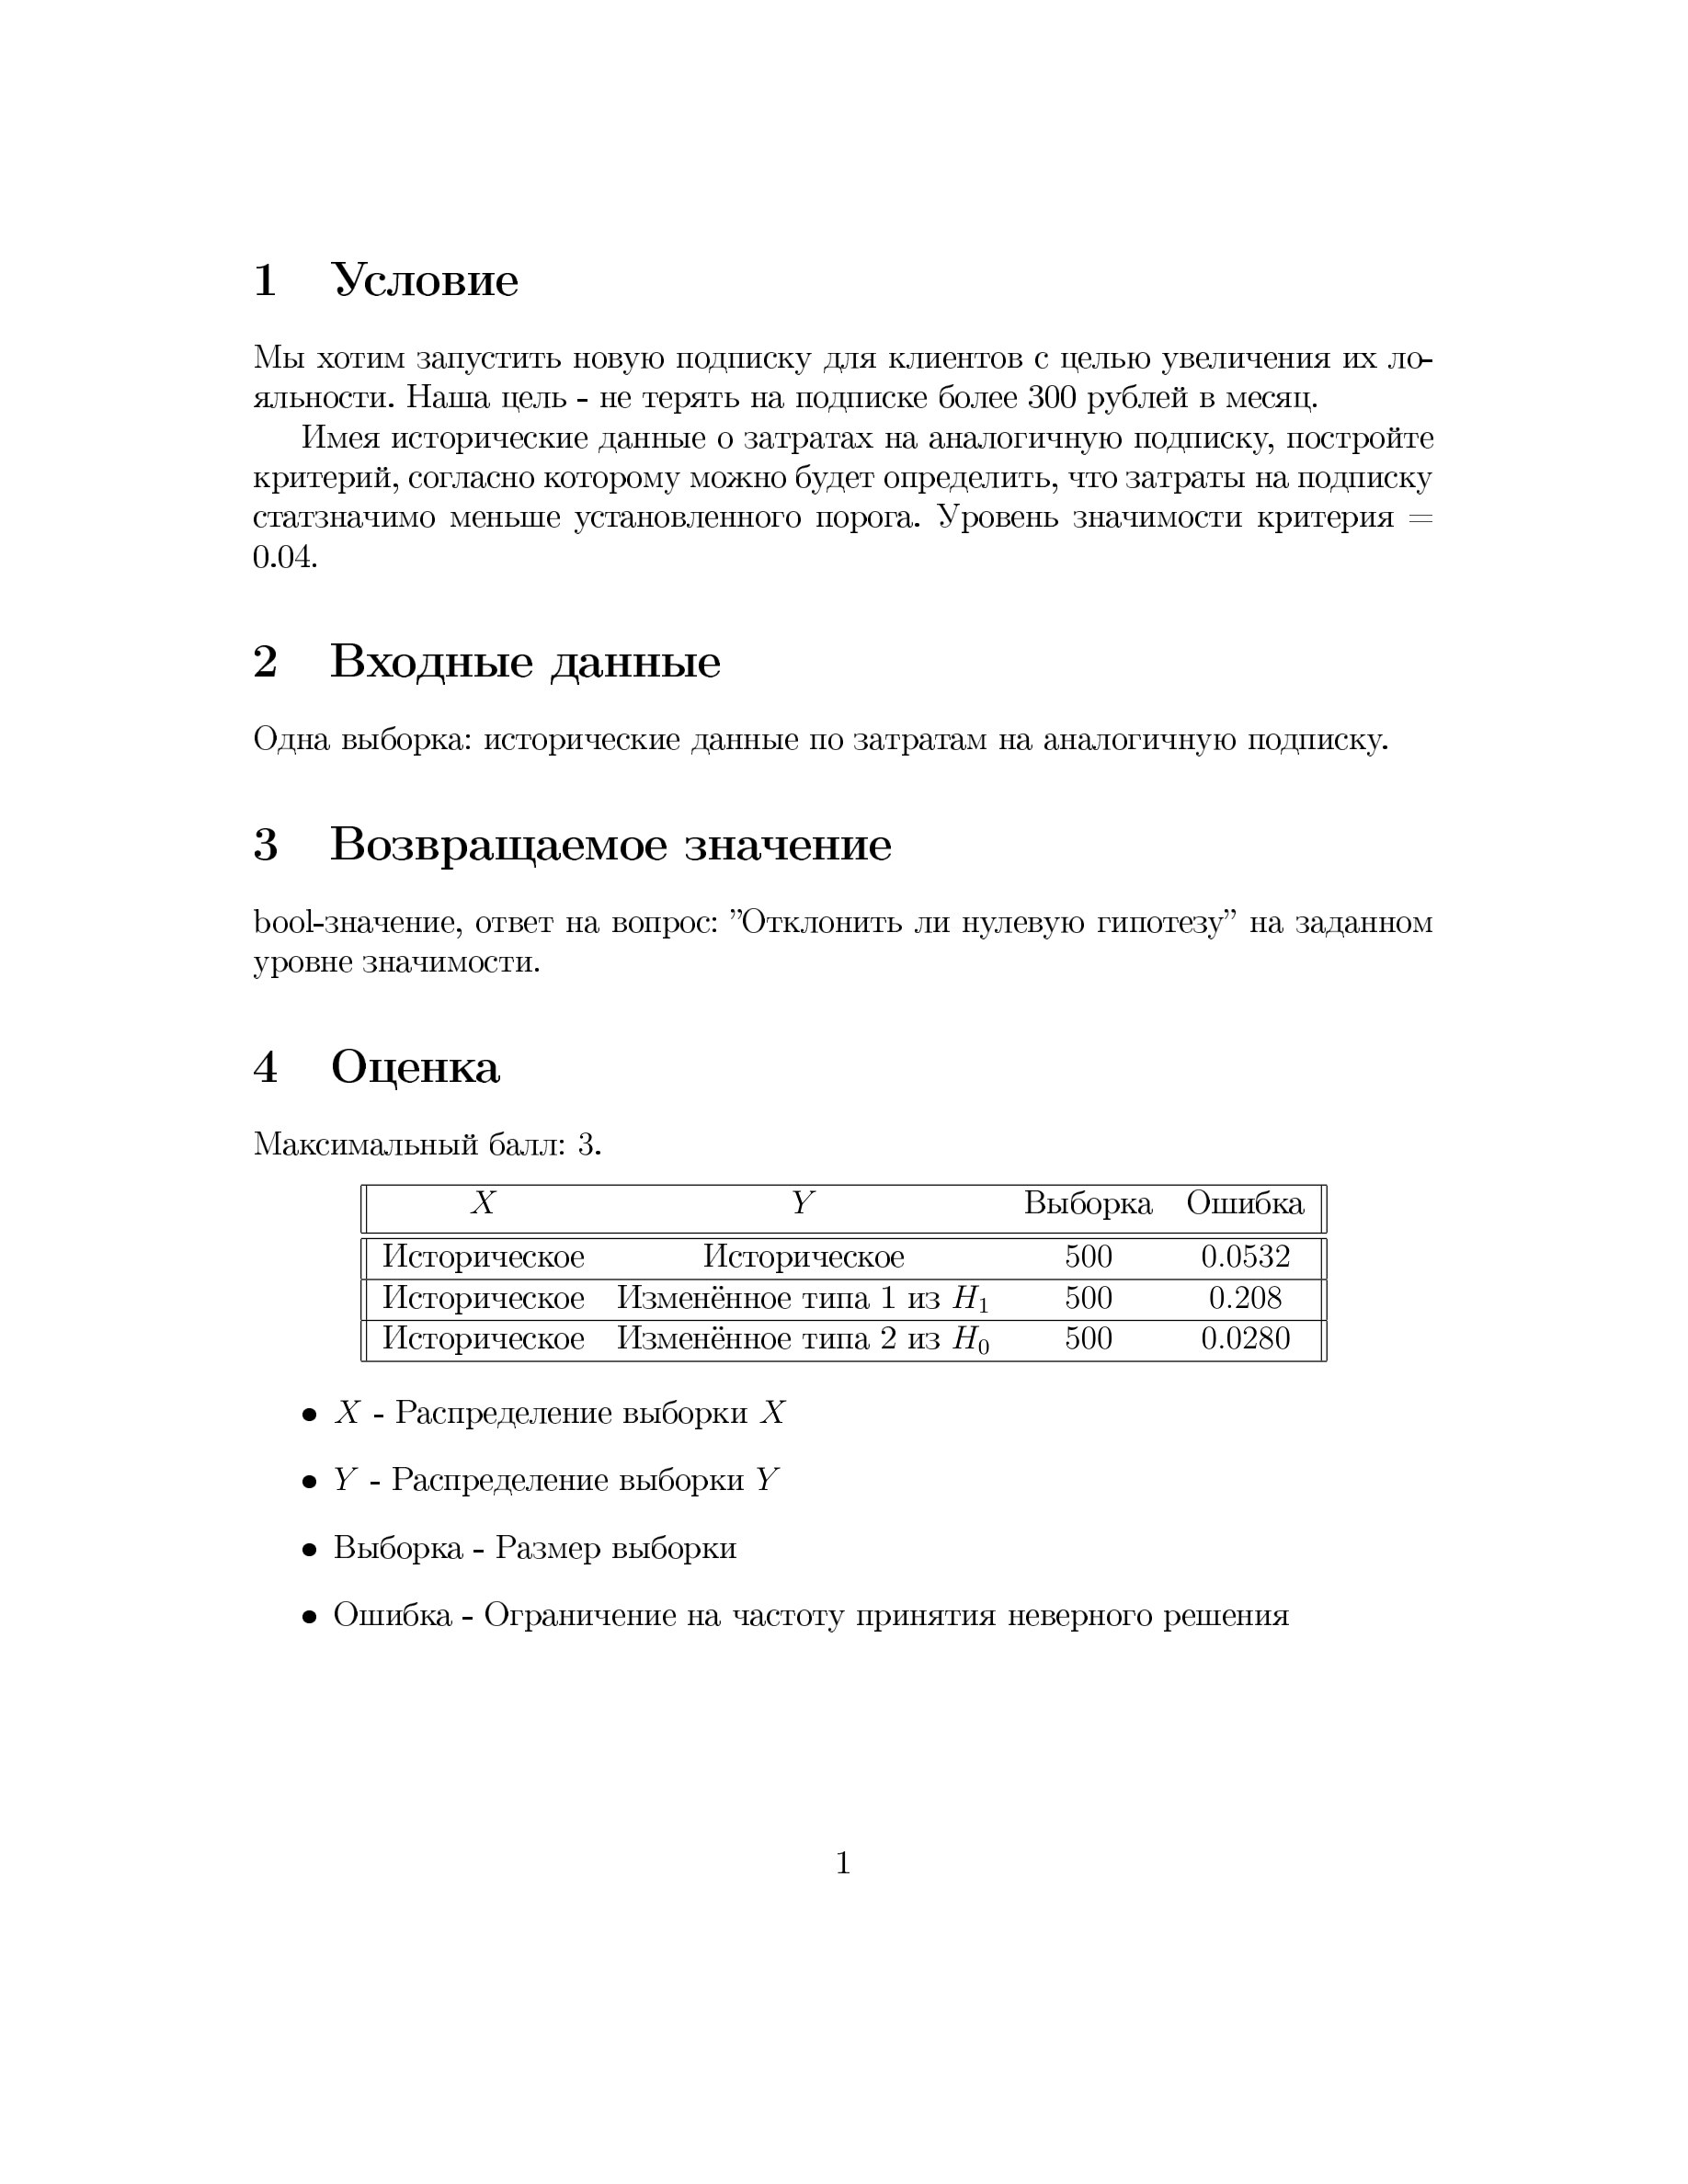 1 Условие
Мы хотим запустить новую подписку для клиентов с целью увеличения их ло-
яльности. Наша цель - не терять на подписке более 300 рублей в месяц.
Имея исторические данные о затратах на аналогичную подписку, постройте
критерий, согласно которому можно будет определить, что затраты на подписку
статзначимо меньше установленного порога. Уровень значимости критерия =
0.04.
2 Входные данные
Одна выборка: исторические данные по затратам на аналогичную подписку.
3 Возвращаемое значение
bool-значение, ответ на вопрос: ”Отклонить ли нулевую гипотезу” на заданном
уровне значимости.
4 Оценка
Максимальный балл: 3.
X Y Выборка Ошибка
Историческое Историческое 500 0.0532
Историческое Изменённое типа 1 из H₁ 500 0.208
Историческое Изменённое типа 2 из H₀ 500 0.0280
• X - Распределение выборки X
• Y - Распределение выборки Y
• Выборка - Размер выборки
• Ошибка - Ограничение на частоту принятия неверного решения
1